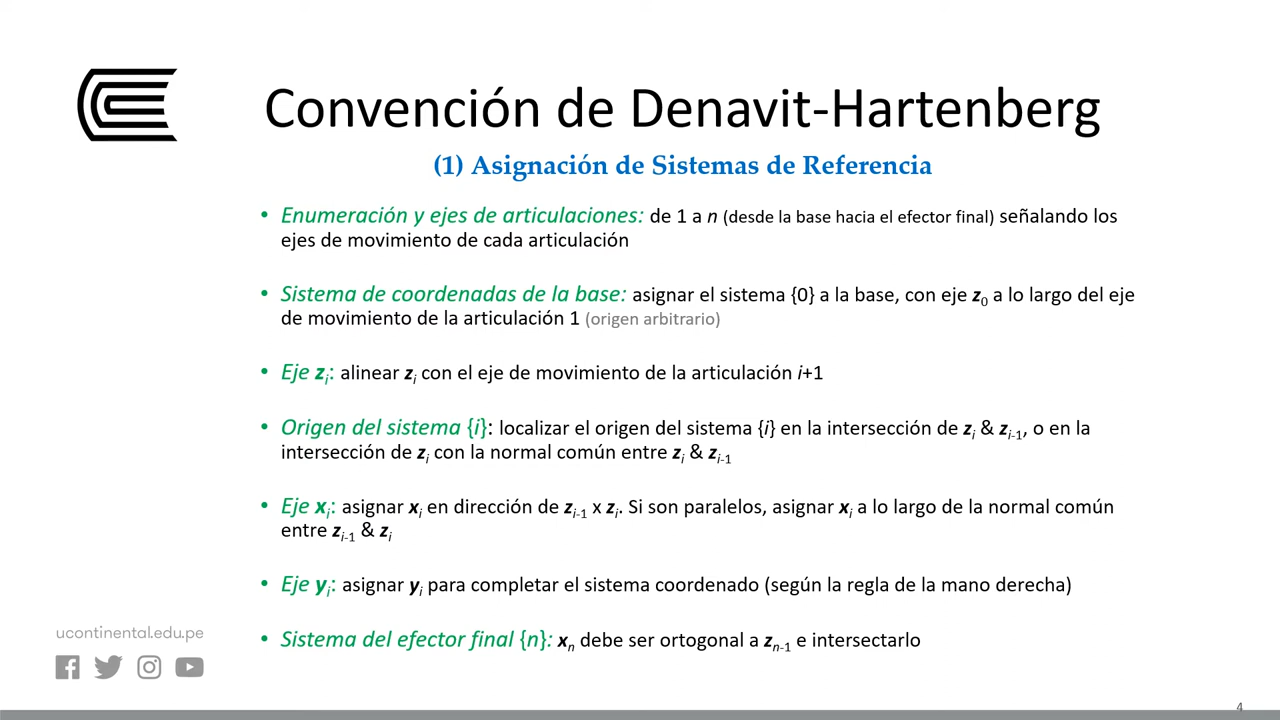 Convención de Denavit-Hartenberg
(1) Asignación de Sistemas de Referencia
• Enumeración y ejes de articulaciones: de 1 a n (desde la base hacia el efector final) señalando los
ejes de movimiento de cada articulación
• Sistema de coordenadas de la base: asignar el sistema {0} a la base, con eje z0 a lo largo del eje
de movimiento de la articulación 1 (origen arbitrario)
• Eje zi: alinear zi con el eje de movimiento de la articulación i+1
• Origen del sistema {i}: localizar el origen del sistema {i} en la intersección de zi & zi-1, o en la
intersección de zi con la normal común entre zi & zi-1
• Eje xi: asignar xi en dirección de zi-1 x zi. Si son paralelos, asignar xi a lo largo de la normal común
entre zi-1 & zi
• Eje yi: asignar yi para completar el sistema coordenado (según la regla de la mano derecha)
• Sistema del efector final {n}: xn debe ser ortogonal a zn-1 e intersectarlo
ucontinental.edu.pe
4